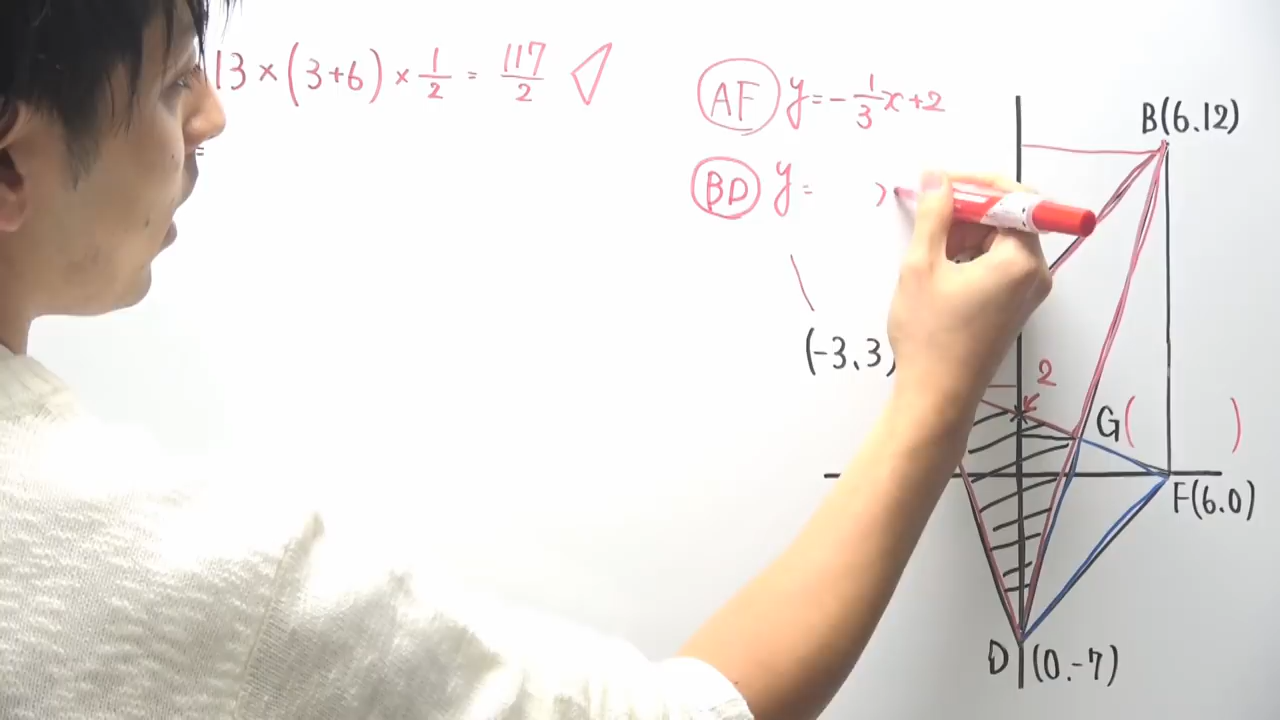 13×(3+6)×1/2=117/2
=
AF y=-1/3x+2
BD y= x
B(6.12)
(-3.3)
2
G( )
F(6.0)
D(0.-7)